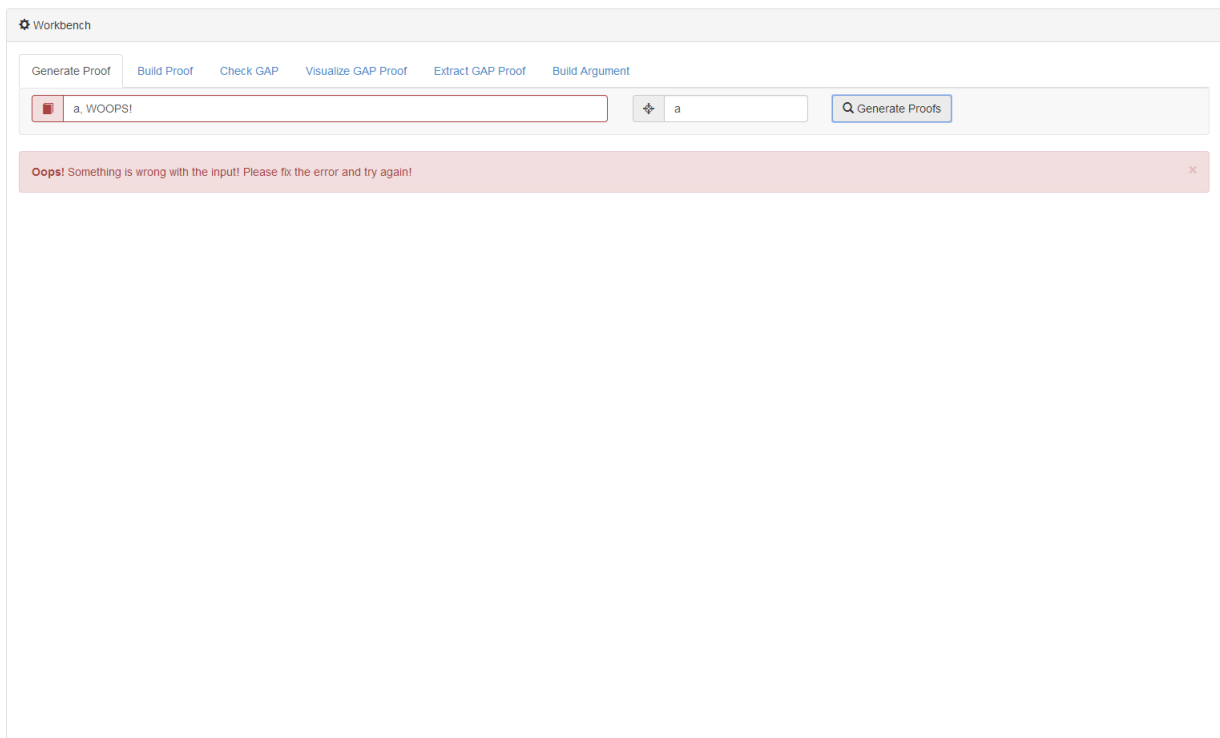 Workbench
Generate Proof Build Proof Check GAP Visualize GAP Proof Extract GAP Proof Build Argument
a, WOOPS! a Generate Proofs
Oops! Something is wrong with the input! Please fix the error and try again! ×